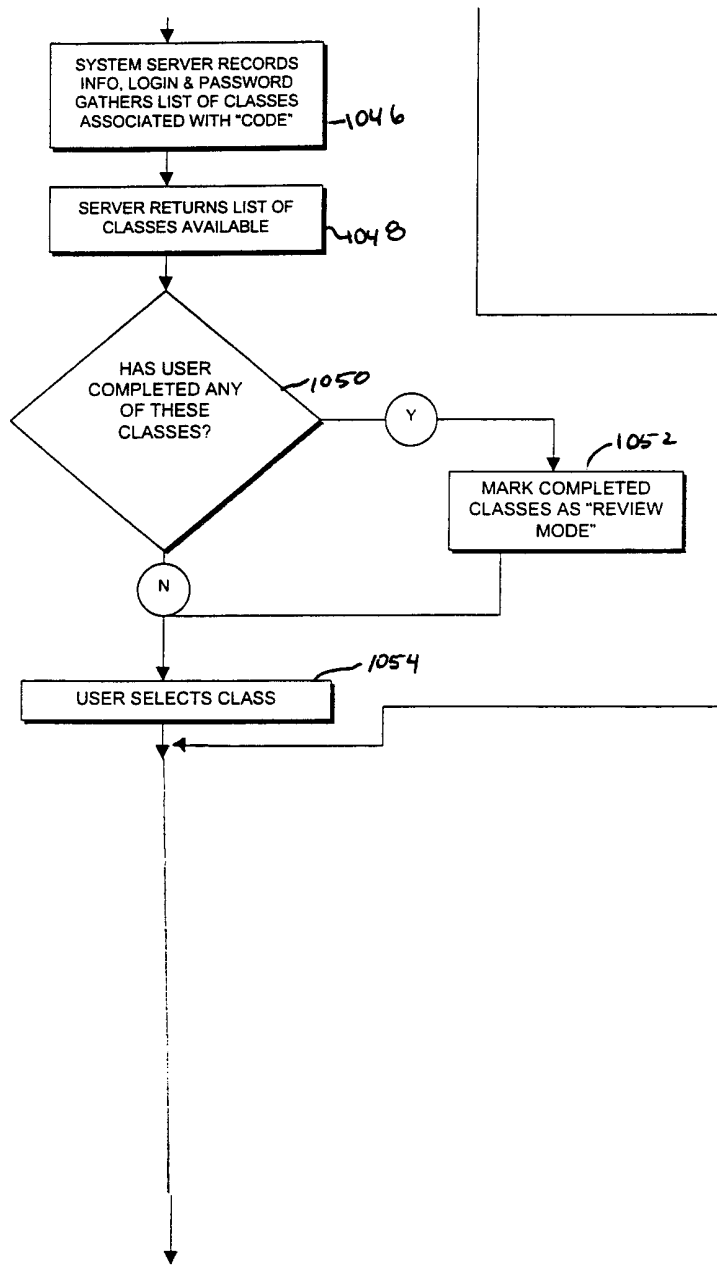 SYSTEM SERVER RECORDS
INFO, LOGIN & PASSWORD
GATHERS LIST OF CLASSES
ASSOCIATED WITH "CODE"
1046
SERVER RETURNS LIST OF
CLASSES AVAILABLE
1048
HAS USER
COMPLETED ANY
OF THESE
CLASSES?
1050
Y
1052
MARK COMPLETED
CLASSES AS "REVIEW
MODE"
N
1054
USER SELECTS CLASS